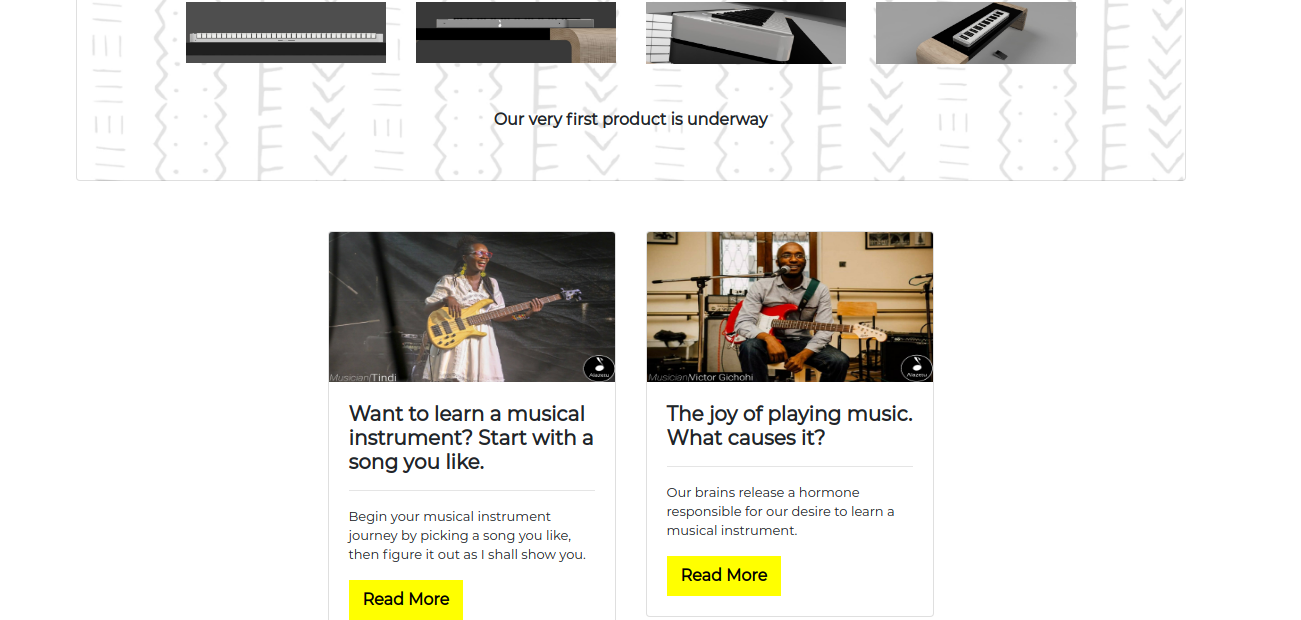 Our very first product is underway
Musician/Tindi
Alazmu
Musician/Victor Gichohi
Alazmu
Want to learn a musical
instrument? Start with a
song you like.
Begin your musical instrument
journey by picking a song you like,
then figure it out as I shall show you.
Read More
The joy of playing music.
What causes it?
Our brains release a hormone
responsible for our desire to learn a
musical instrument.
Read More